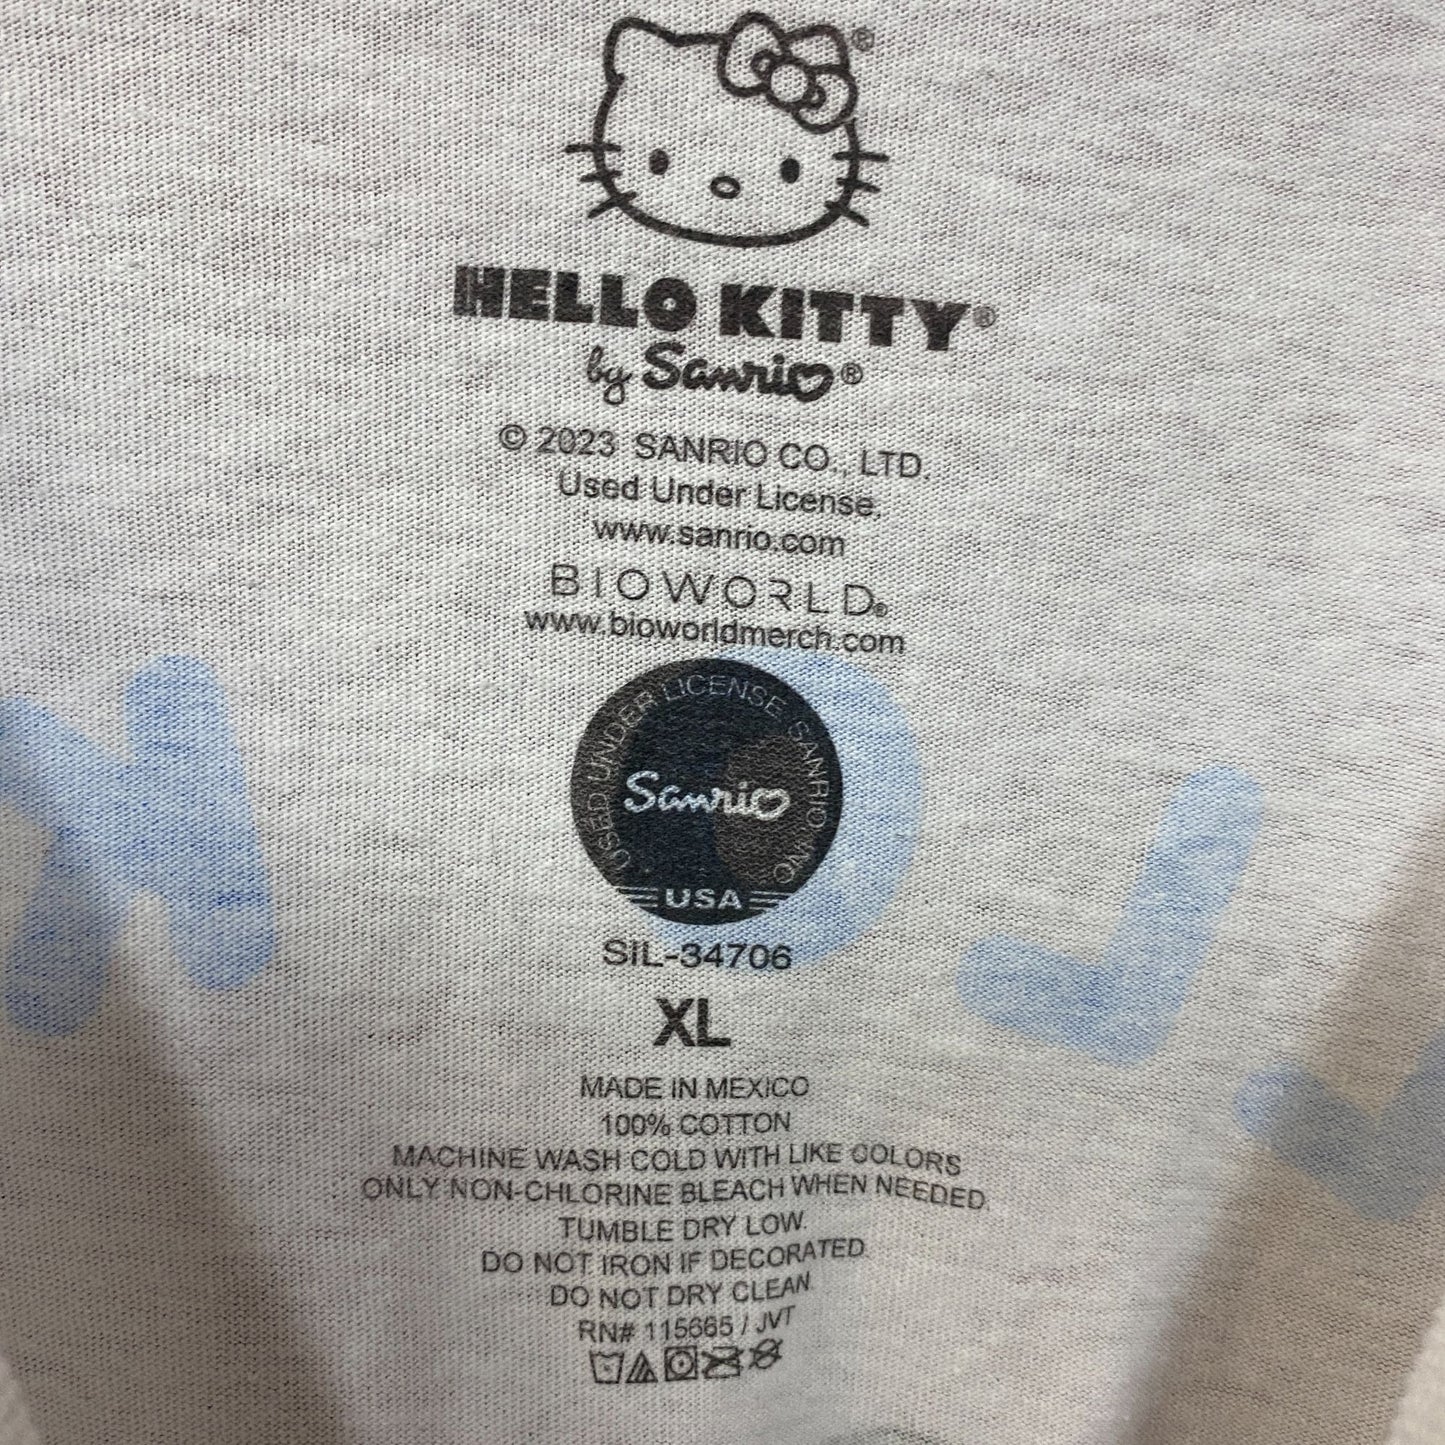 HELLO KITTY®
by Sanrio®
© 2023 SANRIO CO., LTD.
Used Under License.
www.sanrio.com
BIOWORLD®
www.bioworldmerch.com
USED UNDER LICENSE, SANRIO, INC.
Sanrio
USA
SIL-34706
XL
MADE IN MEXICO
100% COTTON
MACHINE WASH COLD WITH LIKE COLORS
ONLY NON-CHLORINE BLEACH WHEN NEEDED.
TUMBLE DRY LOW.
DO NOT IRON IF DECORATED.
DO NOT DRY CLEAN.
RN# 115665 / JVT